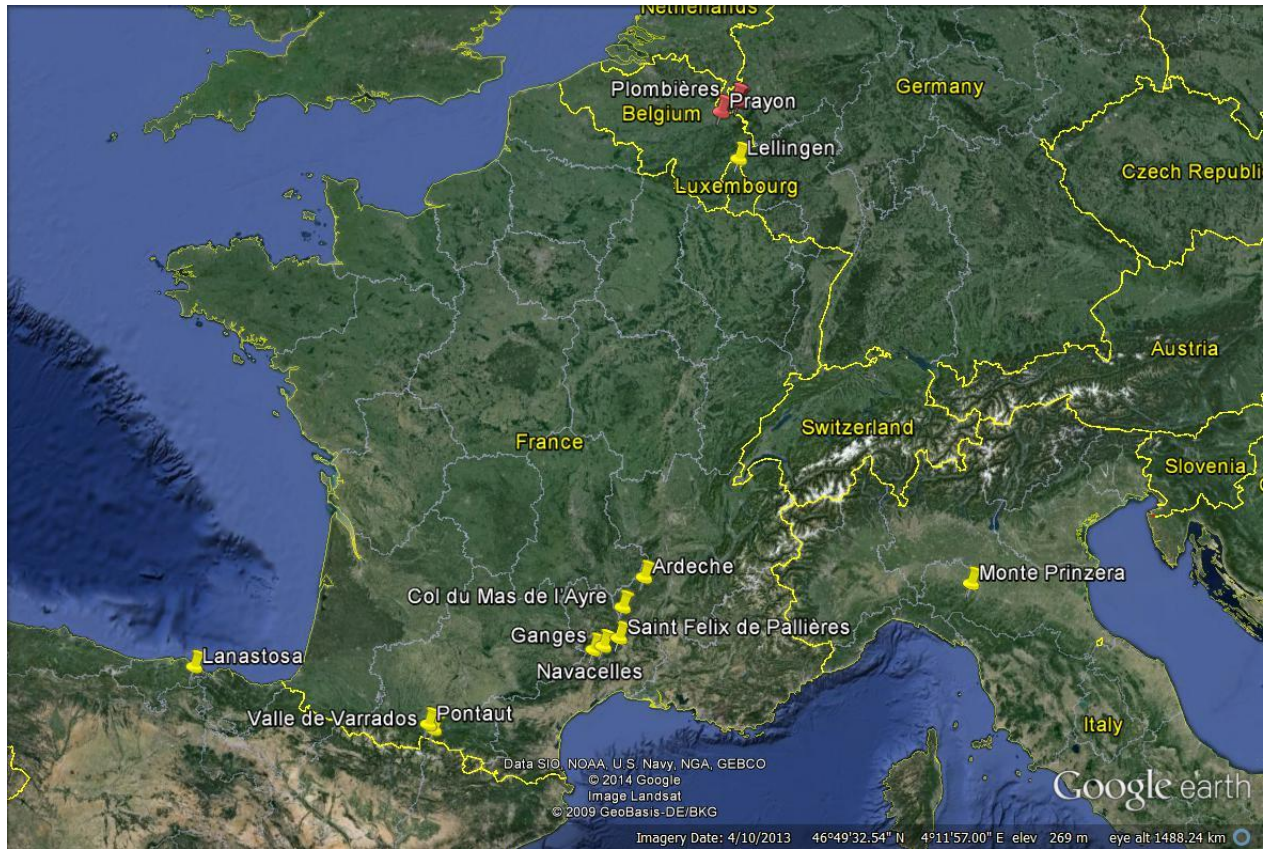 Netherlands
Plombières
Prayon
Belgium
Germany
Lellingen
Luxembourg
Czech Republi
Austria
Switzerland
Slovenia
France
Ardeche
Monte Prinzera
Col du Mas de l'Ayre
Ganges
Saint Felix de Pallières
Navacelles
Lanastosa
Valle de Varrados
Pontaut
Italy
Data SIO, NOAA, U.S. Navy, NGA, GEBCO
© 2014 Google
Image Landsat
© 2009 GeoBasis-DE/BKG
Google earth
Imagery Date: 4/10/2013 46°49'32.54" N 4°11'57.00" E elev 269 m eye alt 1488.24 km